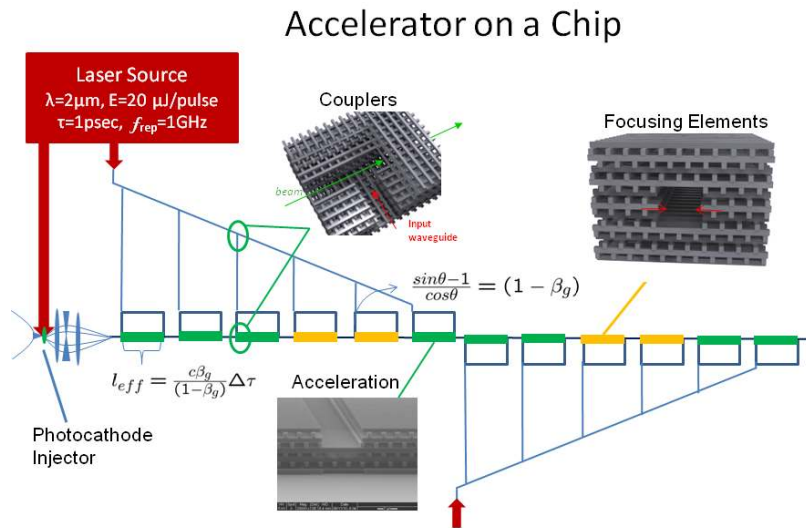 Accelerator on a Chip
Laser Source
λ=2μm, E=20 μJ/pulse
τ=1psec, f_rep=1GHz
Couplers
beam
Input
waveguide
Focusing Elements
(sinθ−1)/cosθ = (1 − β_g)
l_eff = cβ_g/(1−β_g) Δτ
Acceleration
Photocathode
Injector